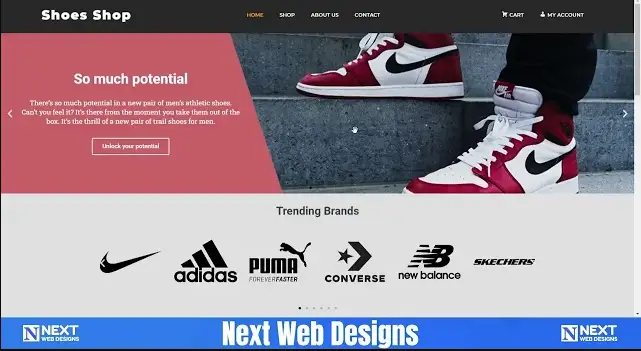 Shoes Shop
HOME SHOP ABOUT US CONTACT
CART MY ACCOUNT
So much potential
There's so much potential in a new pair of men's athletic shoes.
Can't you feel it? It's there from the moment you take them out of the
box. It's the thrill of a new pair of trail shoes for men.
Unlock your potential
NIKE
Trending Brands
adidas
PUMA
FOREVER FASTER
CONVERSE
NB
new balance
SKECHERS
N NEXT
WEB DESIGNS
Next Web Designs
N NEXT
WEB DESIGNS